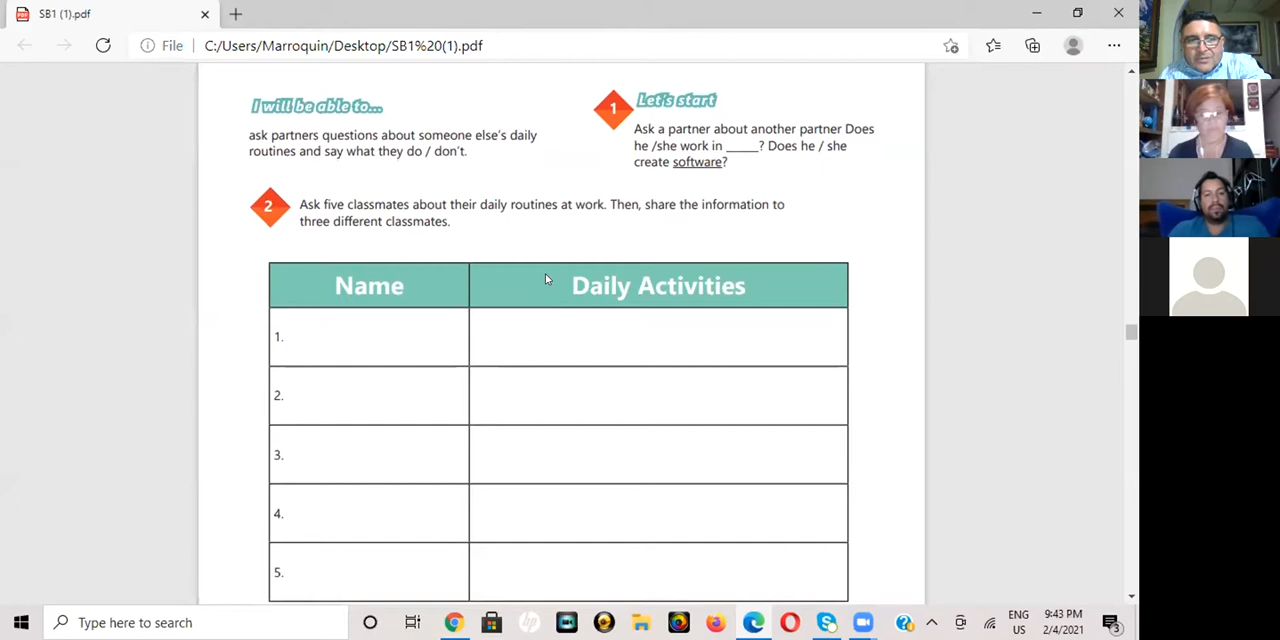 SB1 (1).pdf
File
C:/Users/Marroquin/Desktop/SB1%20(1).pdf
I will be able to...
ask partners questions about someone else's daily
routines and say what they do / don't.
1
Let's start
Ask a partner about another partner Does
he /she work in _____? Does he / she
create software?
2
Ask five classmates about their daily routines at work. Then, share the information to
three different classmates.
Name Daily Activities
1.
2.
3.
4.
5.
Type here to search
ENG
US
9:43 PM
2/4/2021
3